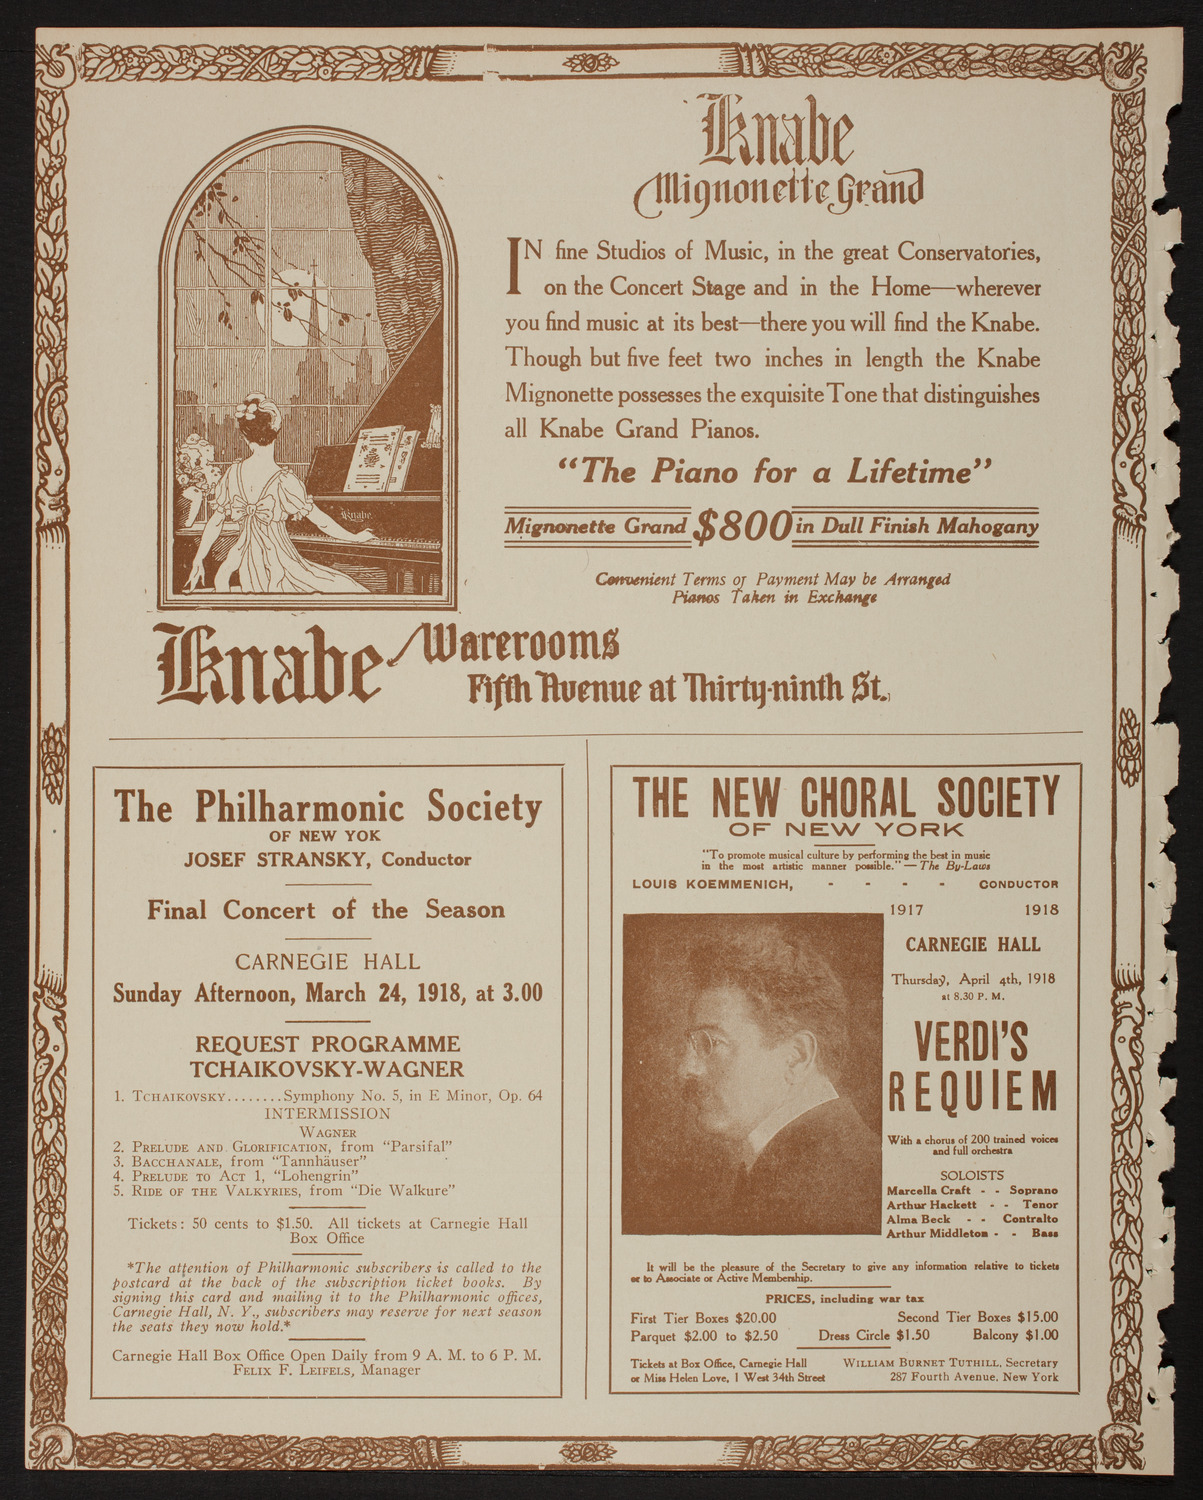 Knabe
Mignonette Grand
IN fine Studios of Music, in the great Conservatories,
on the Concert Stage and in the Home—wherever
you find music at its best—there you will find the Knabe.
Though but five feet two inches in length the Knabe
Mignonette possesses the exquisite Tone that distinguishes
all Knabe Grand Pianos.
"The Piano for a Lifetime"
Mignonette Grand $800 in Dull Finish Mahogany
Convenient Terms of Payment May be Arranged
Pianos Taken in Exchange
Knabe
Knabe Warerooms
Fifth Avenue at Thirty-ninth St.
The Philharmonic Society
OF NEW YOK
JOSEF STRANSKY, Conductor
Final Concert of the Season
CARNEGIE HALL
Sunday Afternoon, March 24, 1918, at 3.00
REQUEST PROGRAMME
TCHAIKOVSKY-WAGNER
1. TCHAIKOVSKY........Symphony No. 5, in E Minor, Op. 64
INTERMISSION
WAGNER
2. PRELUDE AND GLORIFICATION, from "Parsifal"
3. BACCHANALE, from "Tannhäuser"
4. PRELUDE TO ACT 1, "Lohengrin"
5. RIDE OF THE VALKYRIES, from "Die Walkure"
Tickets: 50 cents to $1.50. All tickets at Carnegie Hall
Box Office
*The attention of Philharmonic subscribers is called to the
postcard at the back of the subscription ticket books. By
signing this card and mailing it to the Philharmonic offices,
Carnegie Hall, N. Y., subscribers may reserve for next season
the seats they now hold.*
Carnegie Hall Box Office Open Daily from 9 A. M. to 6 P. M.
FELIX F. LEIFELS, Manager
THE NEW CHORAL SOCIETY
OF NEW YORK
"To promote musical culture by performing the best in music
in the most artistic manner possible."—The By-Laws
LOUIS KOEMMENICH, - - - - CONDUCTOR
1917 1918
CARNEGIE HALL
Thursday, April 4th, 1918
at 8.30 P. M.
VERDI'S
REQUIEM
With a chorus of 200 trained voices
and full orchestra
SOLOISTS
Marcella Craft - - Soprano
Arthur Hackett - - Tenor
Alma Beck - - Contralto
Arthur Middleton - - Bass
It will be the pleasure of the Secretary to give any information relative to tickets
or to Associate or Active Membership.
PRICES, including war tax
First Tier Boxes $20.00 Second Tier Boxes $15.00
Parquet $2.00 to $2.50 Dress Circle $1.50 Balcony $1.00
Tickets at Box Office, Carnegie Hall
or Miss Helen Love, 1 West 34th Street
WILLIAM BURNET TUTHILL, Secretary
287 Fourth Avenue, New York